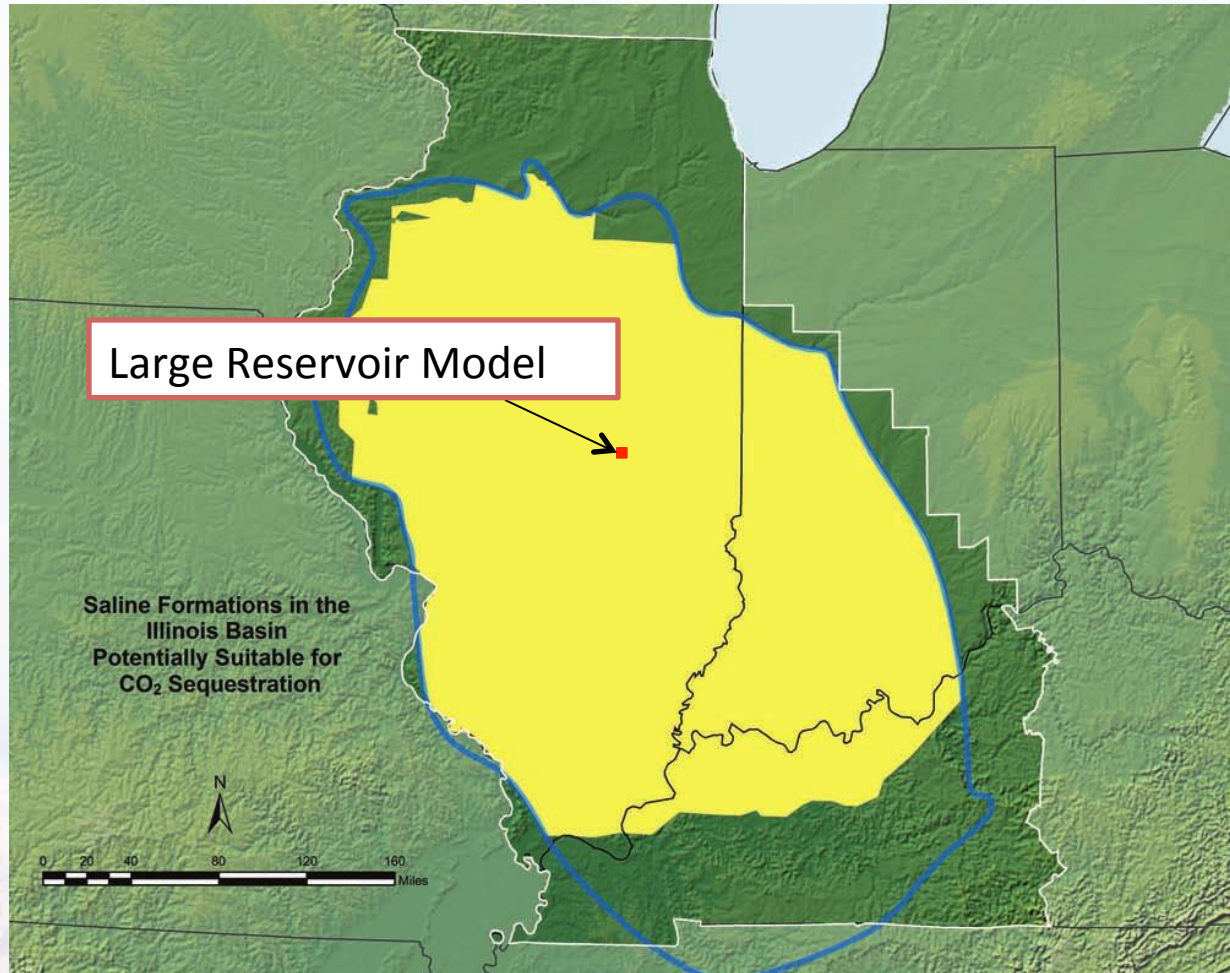 Large Reservoir Model
Saline Formations in the
Illinois Basin
Potentially Suitable for
CO₂ Sequestration
N
0 20 40 80 120 160
Miles